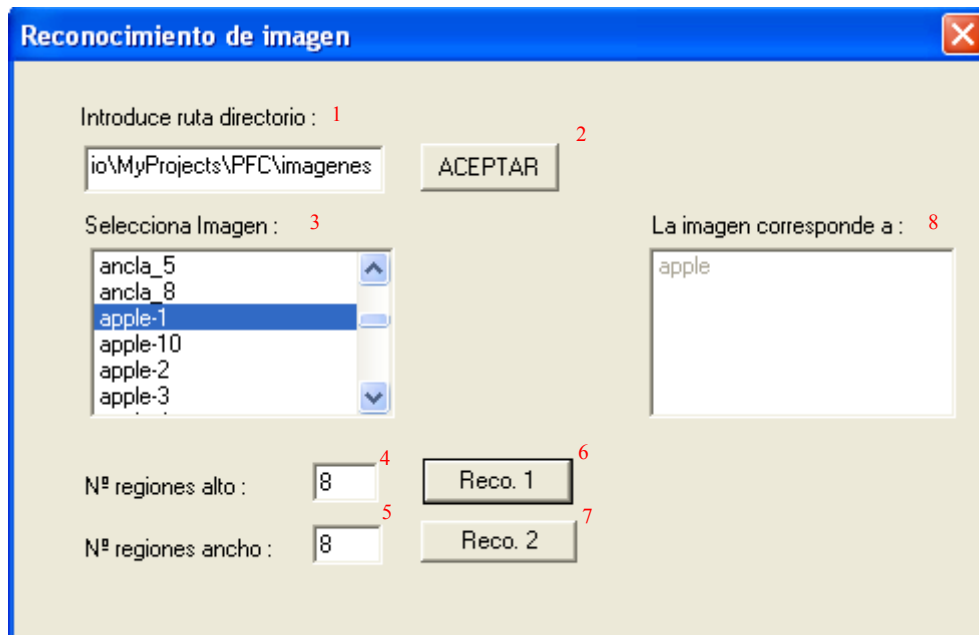 Reconocimiento de imagen
Introduce ruta directorio : 1
2
io\MyProjects\PFC\imagenes ACEPTAR
Selecciona Imagen : 3
La imagen corresponde a : 8
ancla_5
ancla_8
apple-1
apple-10
apple-2
apple-3
apple
4
Nº regiones alto : 8
6
Reco. 1
5
Nº regiones ancho : 8
7
Reco. 2